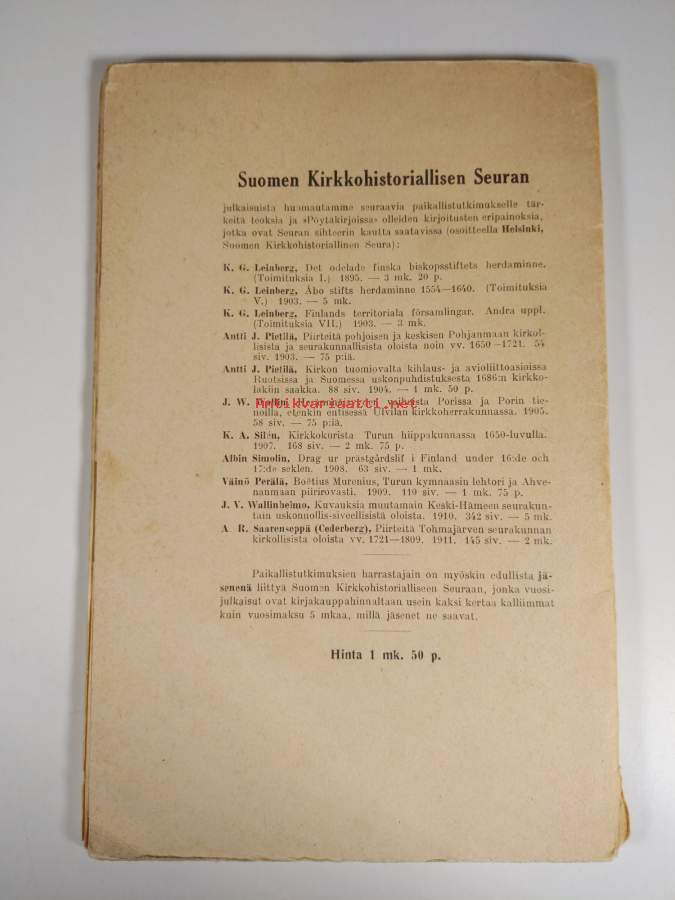 Suomen Kirkkohistoriallisen Seuran
julkaisuista huomautamme seuraavia paikallistutkimukselle tär-
keitä teoksia ja »Pöytäkirjoissa» olleiden kirjoitusten eripainoksia,
jotka ovat Seuran sihteerin kautta saatavissa (osoitteella Helsinki,
Suomen Kirkkohistoriallinen Seura):
K. G. Leinberg, Det odelade finska biskopsstiftets herdaminne.
(Toimituksia I.) 1895. — 3 mk. 20 p.
K. G. Leinberg, Åbo stifts herdaminne 1554—1640. (Toimituksia
V.) 1903. — 5 mk.
K. G. Leinberg, Finlands territoriala församlingar. Andra uppl.
(Toimituksia VII.) 1903. — 3 mk.
Antti J. Pietilä, Piirteitä pohjoisen ja keskisen Pohjanmaan kirkol-
lisista ja seurakunnallisista oloista noin vv. 1650—1721. 54
siv. 1903. — 75 p:iä.
Antti J. Pietilä, Kirkon tuomiovalta kihlaus- ja avioliittoasioissa
Ruotsissa ja Suomessa uskonpuhdistuksesta 1686:n kirkko-
lakiin saakka. 88 siv. 1904. — 1 mk. 50 p.
Antikvariaatti.net
J. W. vaiheista Porissa ja Porin tie-
noilla, etenkin entisessä Ulvilan kirkkoherrakunnassa. 1905.
58 siv. — 75 p:iä.
K. A. Silén, Kirkkokurista Turun hiippakunnassa 1650-luvulla.
1907. 168 siv. — 2 mk. 75 p.
Albin Simolin, Drag ur prästgårdslif i Finland under 16:de och
17:de seklen. 1908. 63 siv. — 1 mk.
Väinö Perälä, Boëtius Murenius, Turun kymnaasin lehtori ja Ahve-
nanmaan piirirovasti. 1909. 110 siv. — 1 mk. 75 p.
J. V. Wallinheimo, Kuvauksia muutamain Keski-Hämeen seurakun-
tain uskonnollis-siveellisistä oloista. 1910. 342 siv. — 5 mk.
A. R. Saarenseppä (Cederberg), Piirteitä Tohmajärven seurakunnan
kirkollisista oloista vv. 1721—1809. 1911. 145 siv. — 2 mk.
Paikallistutkimuksien harrastajain on myöskin edullista jä-
senenä liittyä Suomen Kirkkohistorialliseen Seuraan, jonka vuosi-
julkaisut ovat kirjakauppahinnaltaan usein kaksi kertaa kalliimmat
kuin vuosimaksu 5 mkaa, millä jäsenet ne saavat.
Hinta 1 mk. 50 p.